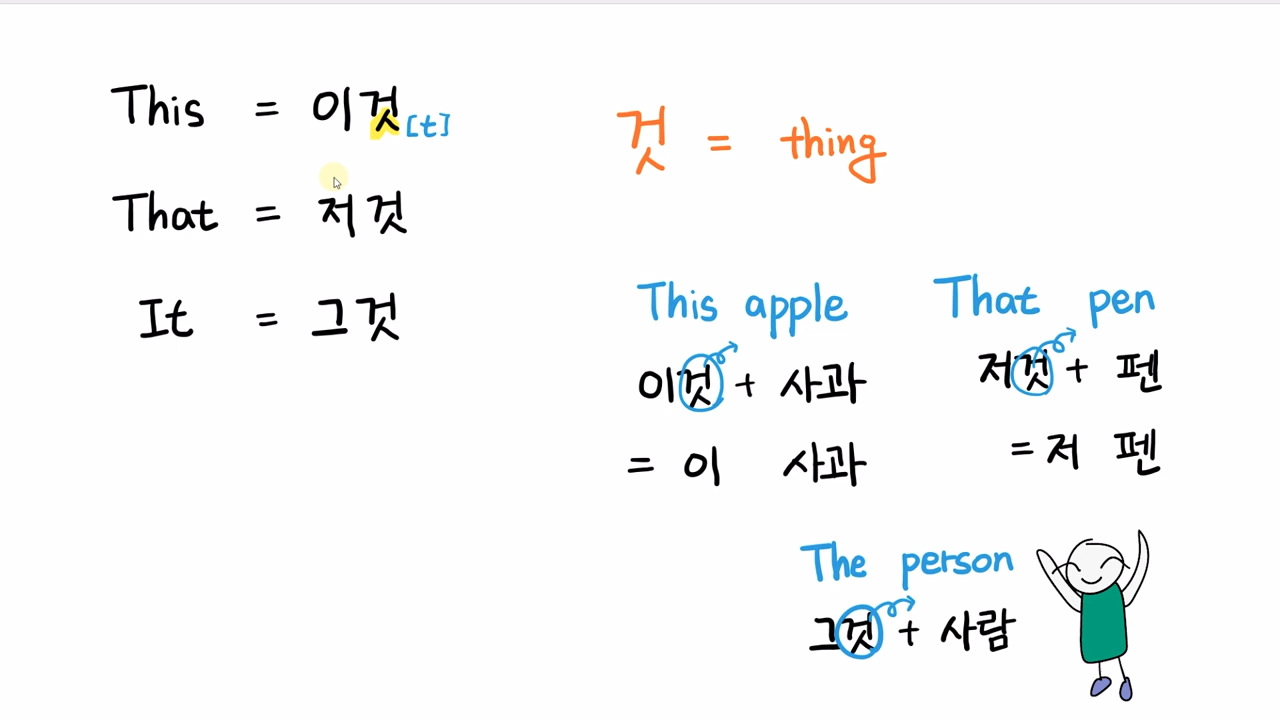 This = 이것 [t]
That = 저것
It = 그것
것 = thing
This apple
이것 + 사과
= 이 사과
That pen
저것 + 펜
= 저 펜
The person
그것 + 사람